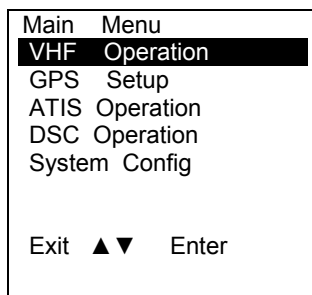 Main Menu
VHF Operation
GPS Setup
ATIS Operation
DSC Operation
System Config
Exit ▲▼ Enter